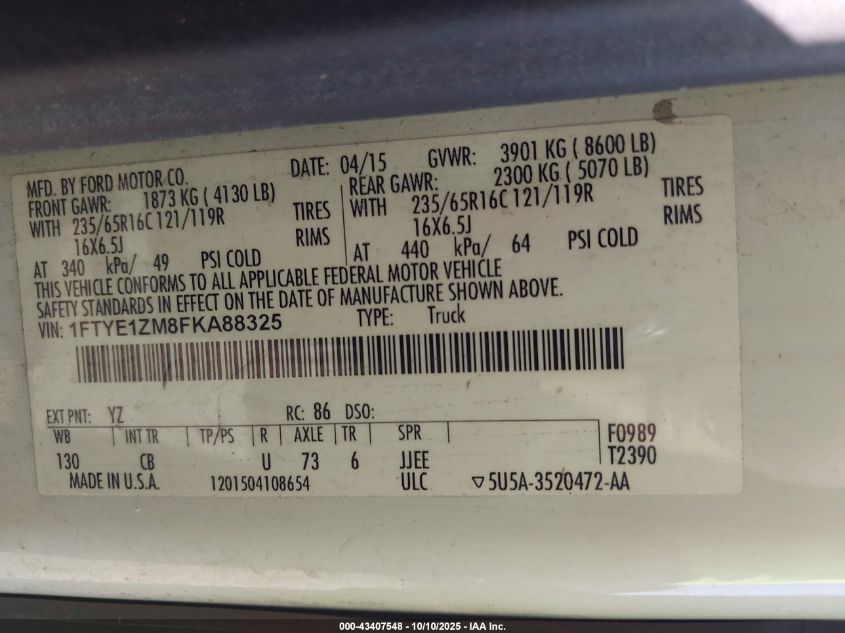 MFD. BY FORD MOTOR CO. DATE: 04/15 GVWR: 3901 KG ( 8600 LB)
FRONT GAWR: 1873 KG ( 4130 LB) REAR GAWR: 2300 KG ( 5070 LB)
WITH 235/65R16C 121/119R TIRES WITH 235/65R16C 121/119R TIRES
16X6.5J RIMS 16X6.5J RIMS
AT 340 kPa/ 49 PSI COLD AT 440 kPa/ 64 PSI COLD
THIS VEHICLE CONFORMS TO ALL APPLICABLE FEDERAL MOTOR VEHICLE
SAFETY STANDARDS IN EFFECT ON THE DATE OF MANUFACTURE SHOWN ABOVE.
VIN: 1FTYE1ZM8FKA88325 TYPE: Truck
EXT PNT: YZ RC: 86 DSO:
WB INT TR TP/PS R AXLE TR SPR F0989
130 CB U 73 6 JJEE T2390
MADE IN U.S.A. 1201504108654 ULC ▽5U5A-3520472-AA
000-43407548 - 10/10/2025 - IAA Inc.